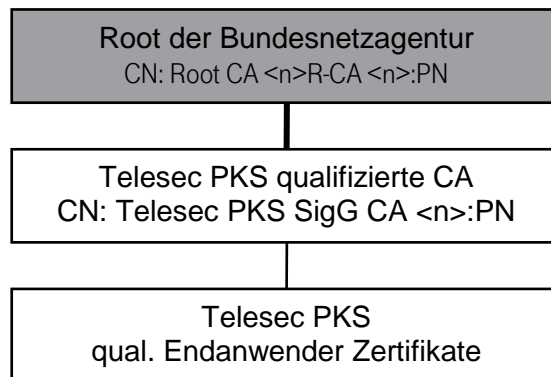 Root der Bundesnetzagentur
CN: Root CA <n>R-CA <n>:PN
Telesec PKS qualifizierte CA
CN: Telesec PKS SigG CA <n>:PN
Telesec PKS
qual. Endanwender Zertifikate